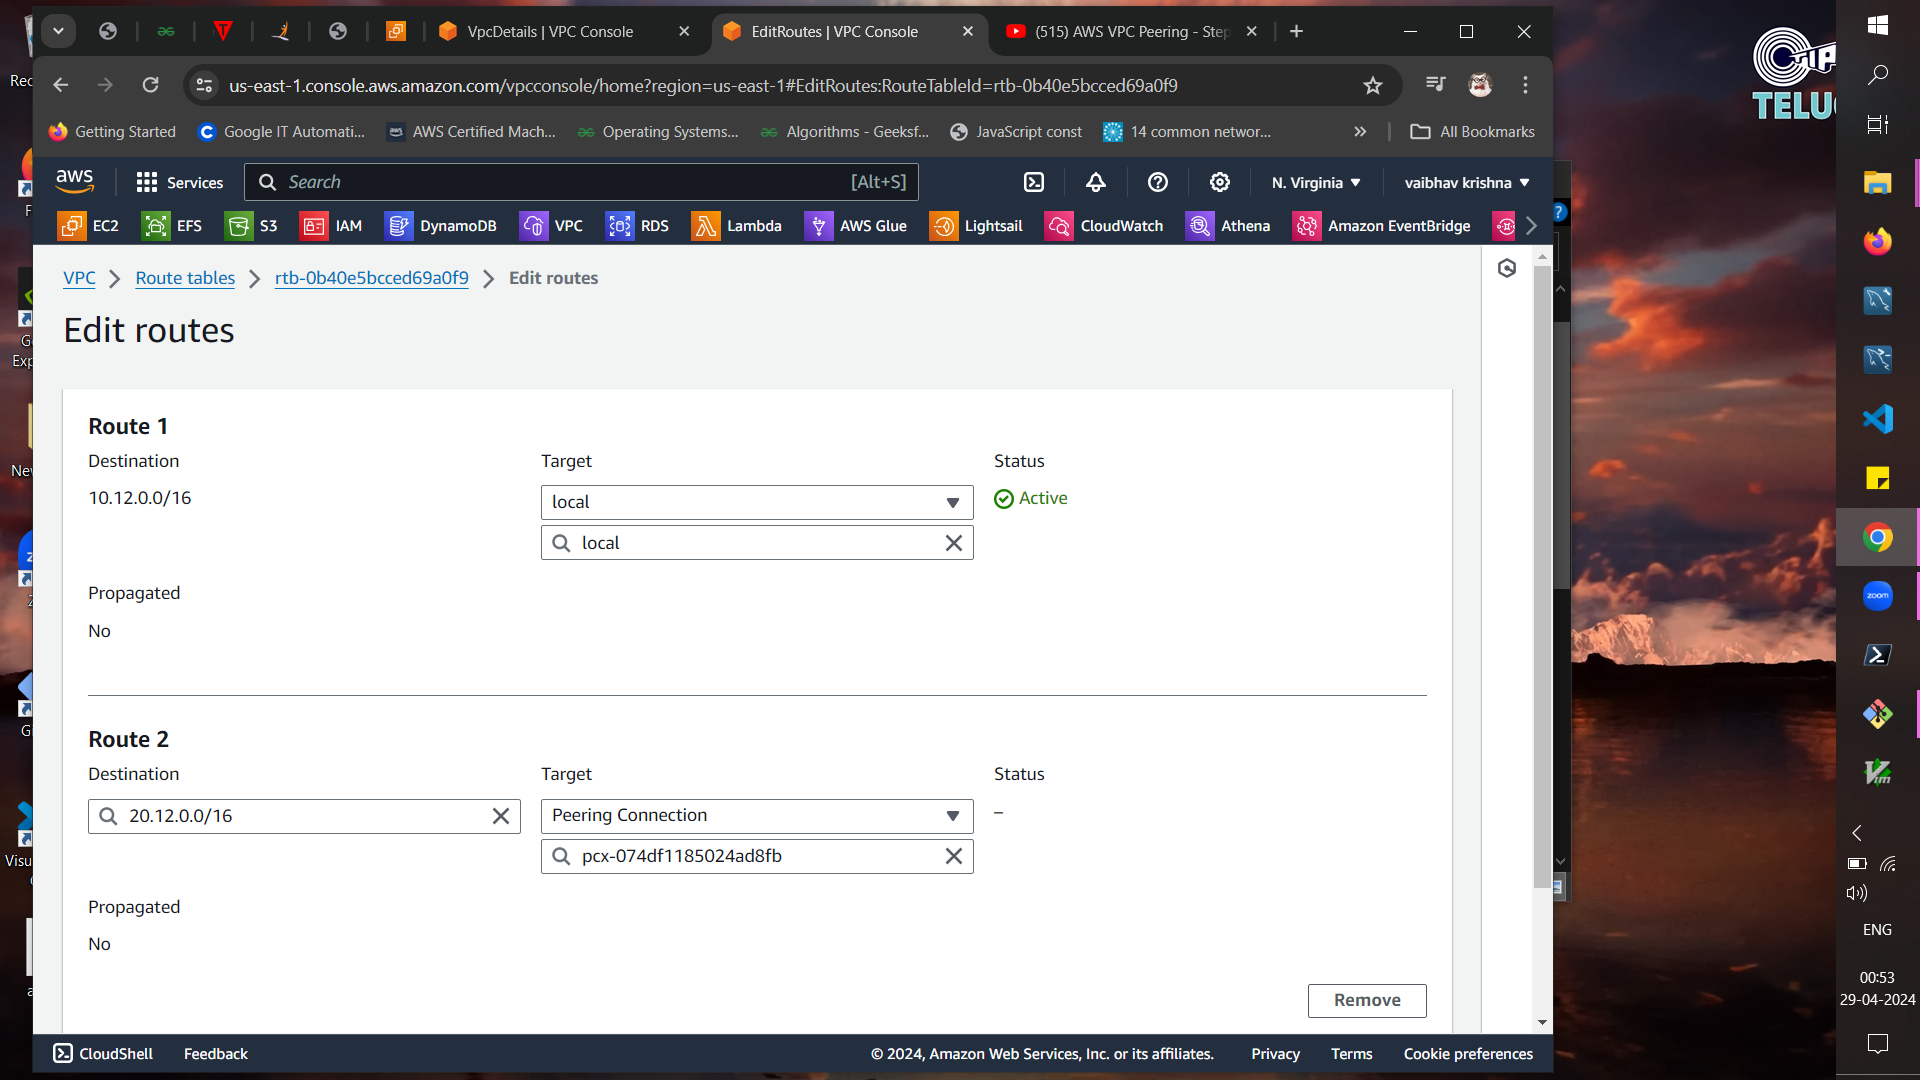 VpcDetails | VPC Console
EditRoutes | VPC Console
(515) AWS VPC Peering - Step
us-east-1.console.aws.amazon.com/vpcconsole/home?region=us-east-1#EditRoutes:RouteTableId=rtb-0b40e5bcced69a0f9
Getting Started
Google IT Automati...
AWS Certified Mach...
Operating Systems...
Algorithms - Geeksf...
JavaScript const
14 common networ...
All Bookmarks
aws
Services
Search
[Alt+S]
N. Virginia
vaibhav krishna
EC2
EFS
S3
IAM
DynamoDB
VPC
RDS
Lambda
AWS Glue
Lightsail
CloudWatch
Athena
Amazon EventBridge
VPC
Route tables
rtb-0b40e5bcced69a0f9
Edit routes
Edit routes
Route 1
Destination
Target
Status
10.12.0.0/16
local
Active
local
Propagated
No
Route 2
Destination
Target
Status
20.12.0.0/16
Peering Connection
–
pcx-074df1185024ad8fb
Propagated
No
Remove
CloudShell
Feedback
© 2024, Amazon Web Services, Inc. or its affiliates.
Privacy
Terms
Cookie preferences
zoom
ENG
00:53
29-04-2024